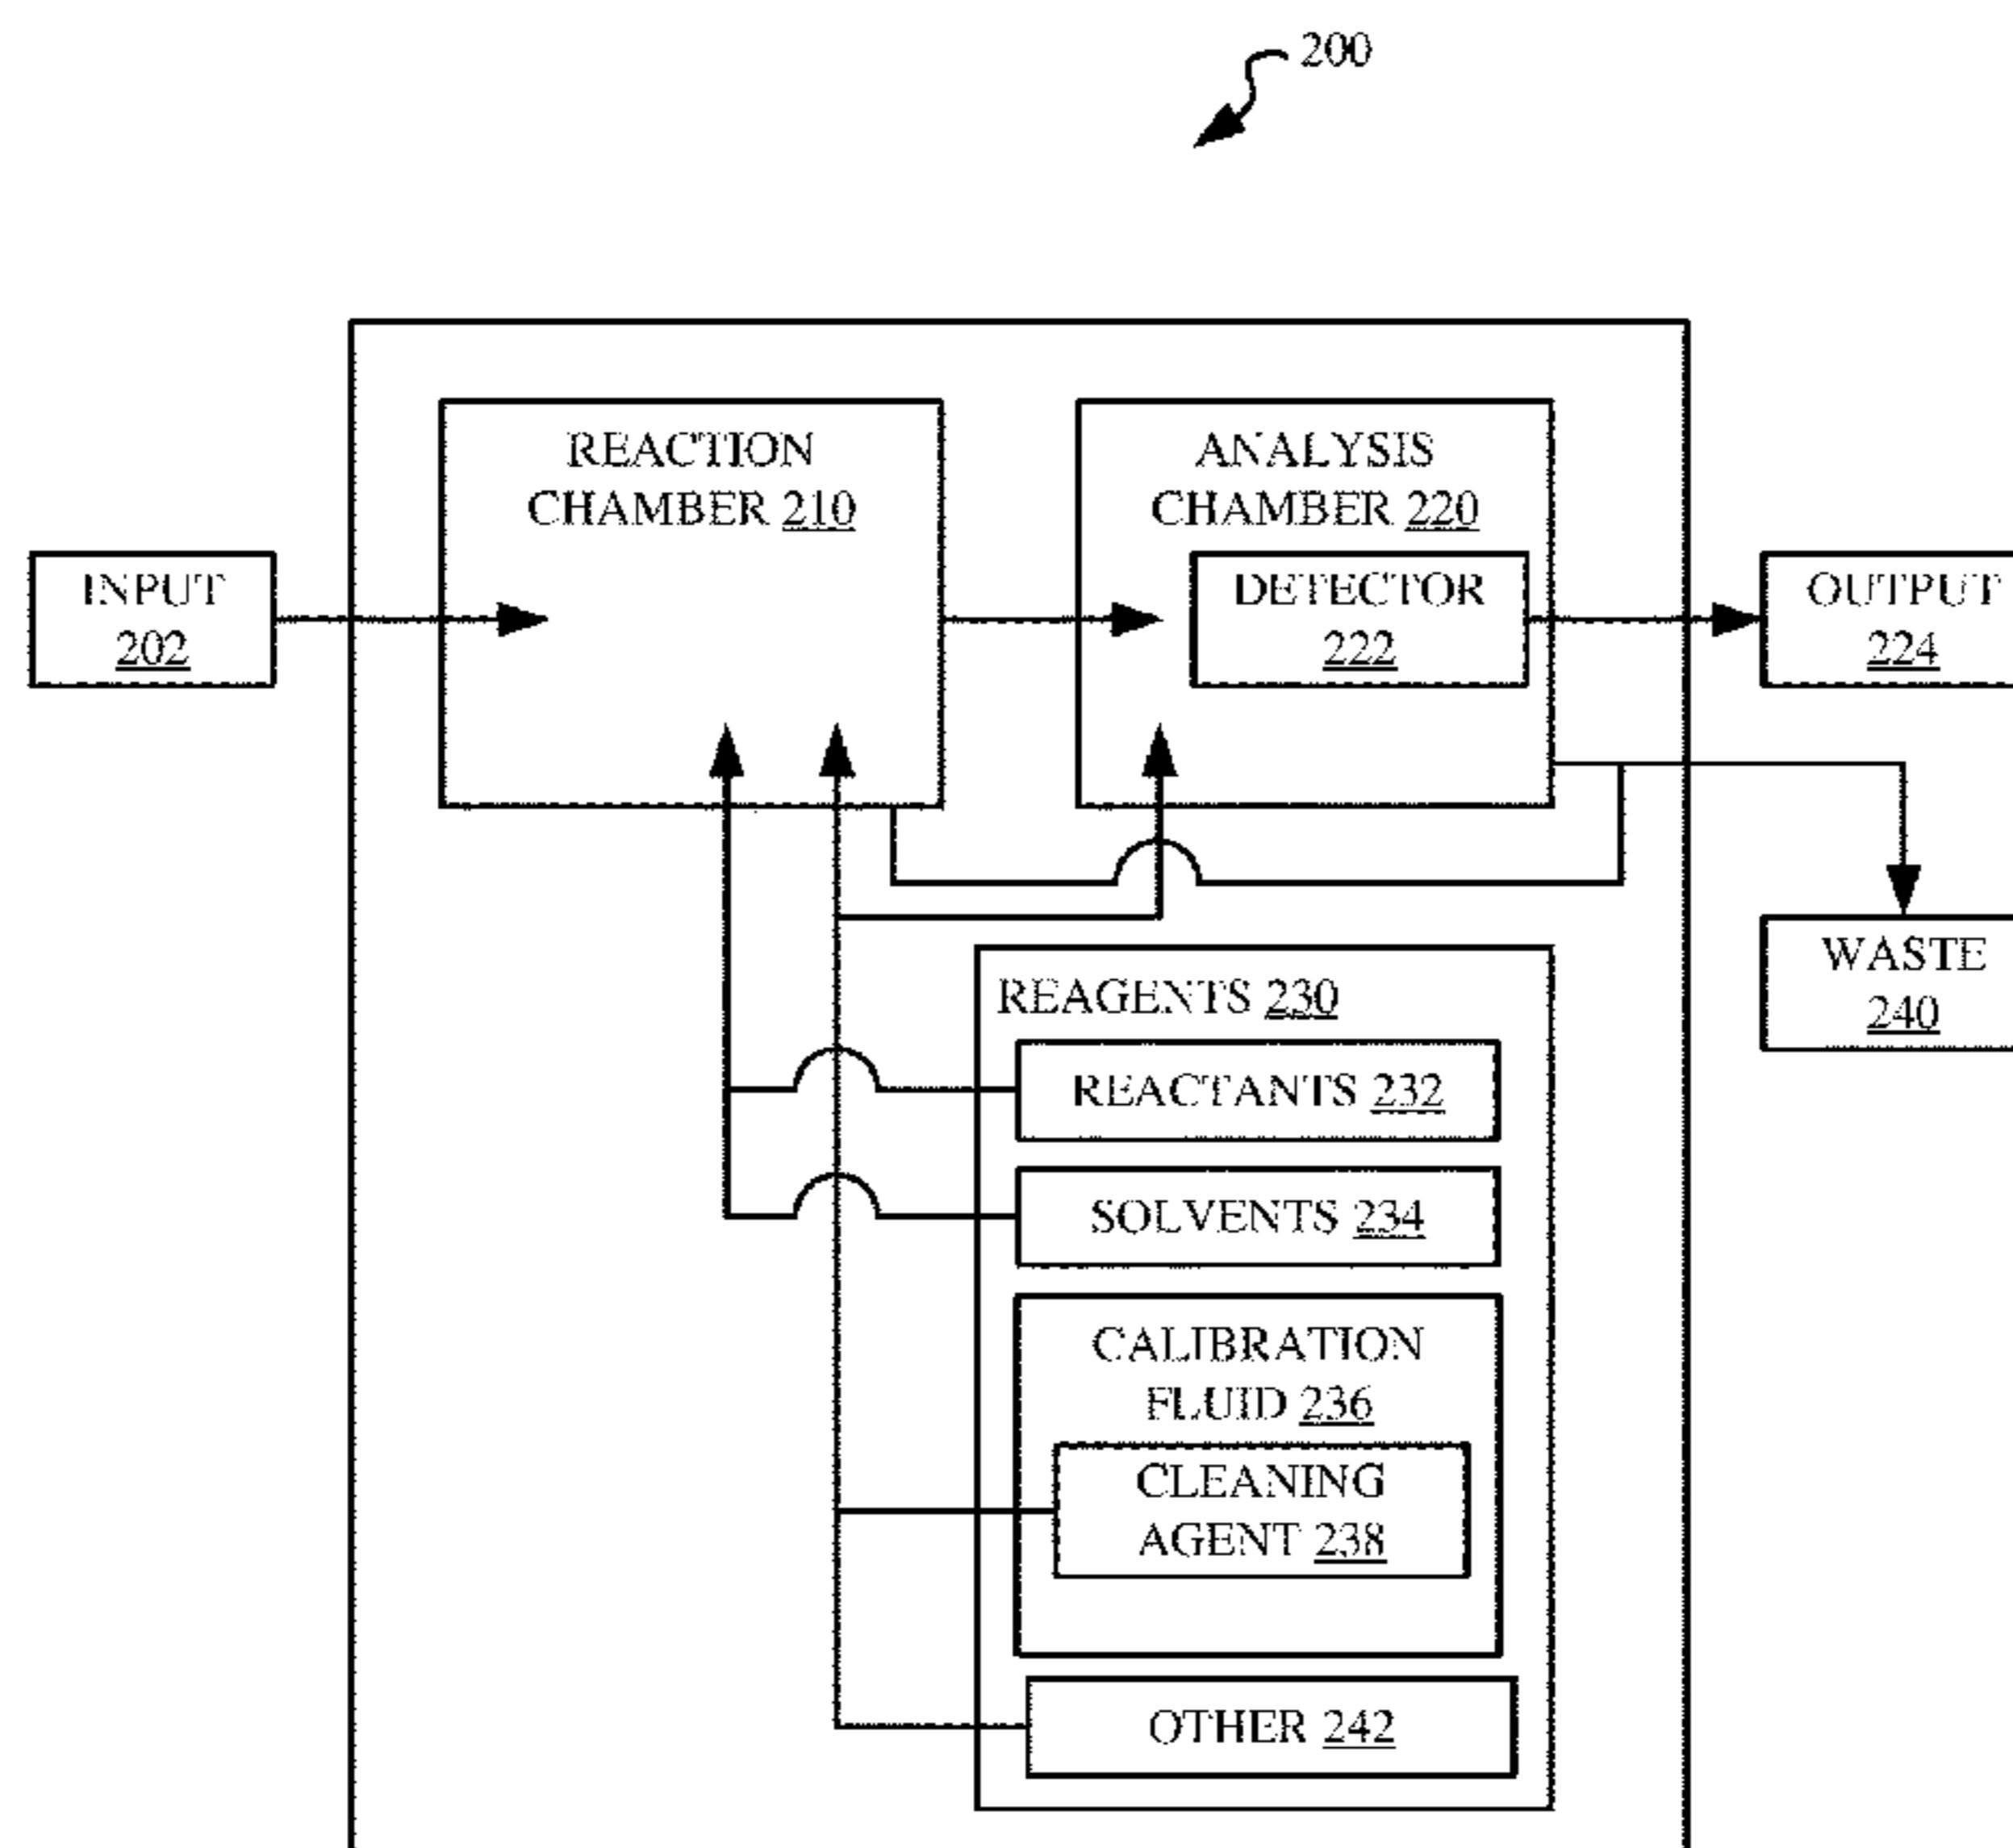 200
REACTION
CHAMBER 210
ANALYSIS
CHAMBER 220
INPUT
202
DETECTOR
222
OUTPUT
224
WASTE
240
REAGENTS 230
REACTANTS 232
SOLVENTS 234
CALIBRATION
FLUID 236
CLEANING
AGENT 238
OTHER 242